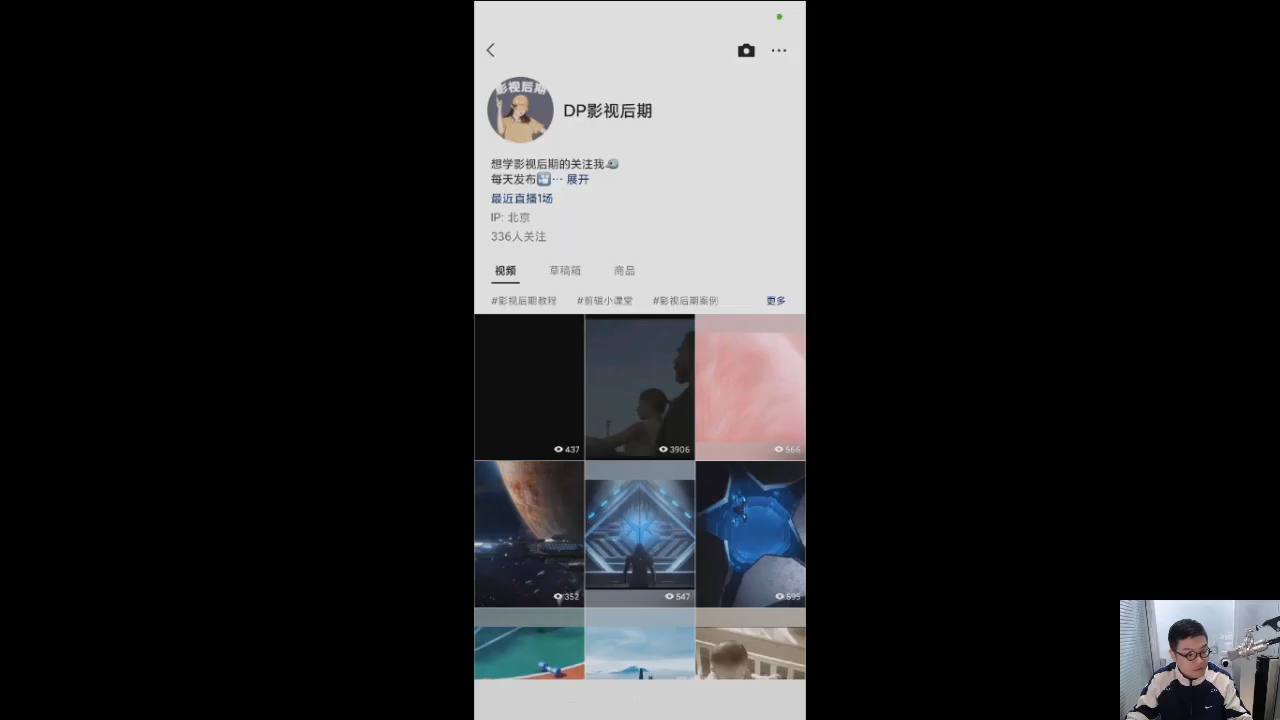 影视后期
DP影视后期
想学影视后期的关注我
每天发布… 展开
最近直播1场
IP: 北京
336人关注
视频 草稿箱 商品
#影视后期教程 #剪辑小课堂 #影视后期案例 更多
437 3906 566
352 547 595